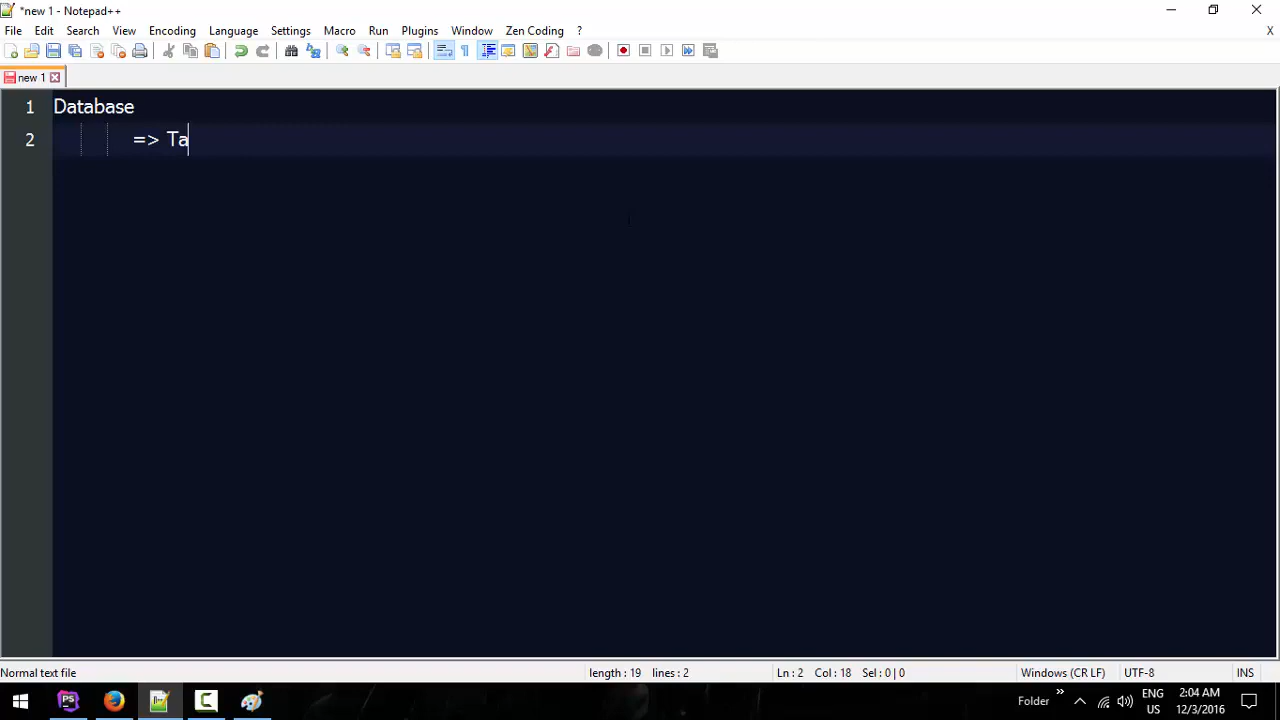 *new 1 - Notepad++
File Edit Search View Encoding Language Settings Macro Run Plugins Window Zen Coding ? X
new 1
1 Database
2 => Ta
Normal text file length : 19 lines : 2 Ln : 2 Col : 18 Sel : 0 | 0 Windows (CR LF) UTF-8 INS
PS Folder ENG US 2:04 AM 12/3/2016